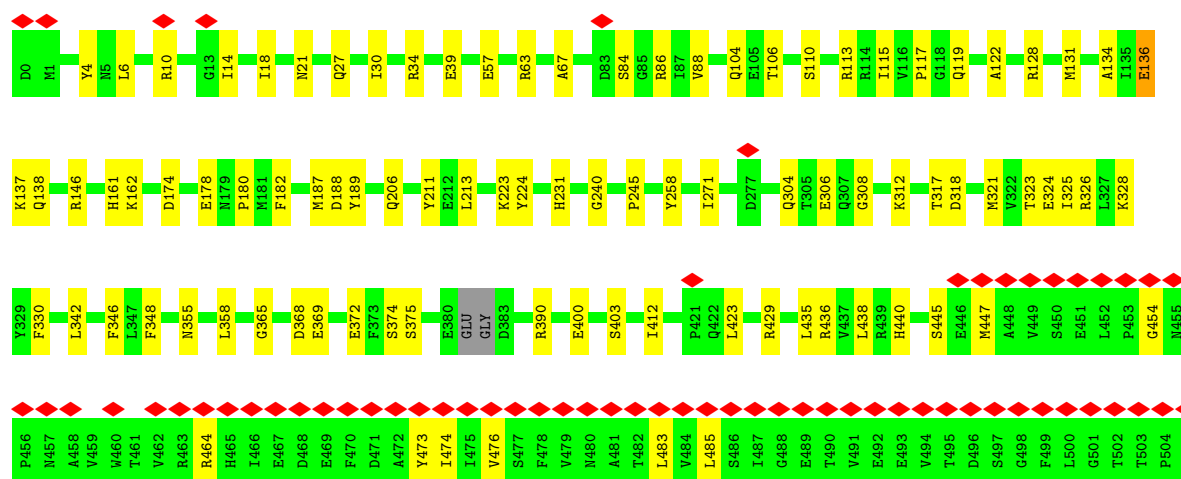 D0 M1 Y4 N5 L6 R10 G13 I14 I18 N21 Q27 I30 R34 E39 E57 R63 A67 D83 S84 G85 R86 I87 V88 Q104 E105 T106 S110 R113 R114 I115 V116 P117 G118 Q119 A122 R128 M131 A134 I135 E136
K137 Q138 R146 H161 K162 D174 E178 N179 P180 M181 F182 M187 D188 Y189 Q206 Y211 E212 L213 K223 Y224 H231 G240 P245 Y258 I271 D277 Q304 T305 E306 Q307 G308 K312 T317 D318 M321 V322 T323 E324 I325 R326 L327 K328
Y329 F330 L342 F346 L347 F348 N355 L358 G365 D368 E369 E372 F373 S374 S375 E380 GLU GLY D383 R390 E400 S403 I412 P421 Q422 L423 R429 L435 R436 V437 L438 R439 H440 S445 E446 M447 A448 V449 S450 E451 L452 P453 G454 N455
P456 N457 A458 V459 W460 T461 V462 R463 R464 H465 I466 E467 D468 E469 F470 D471 A472 Y473 I474 I475 V476 S477 F478 V479 N480 A481 T482 L483 V484 L485 S486 I487 G488 E489 T490 V491 E492 E493 V494 T495 D496 S497 G498 F499 L500 G501 T502 T503 P504